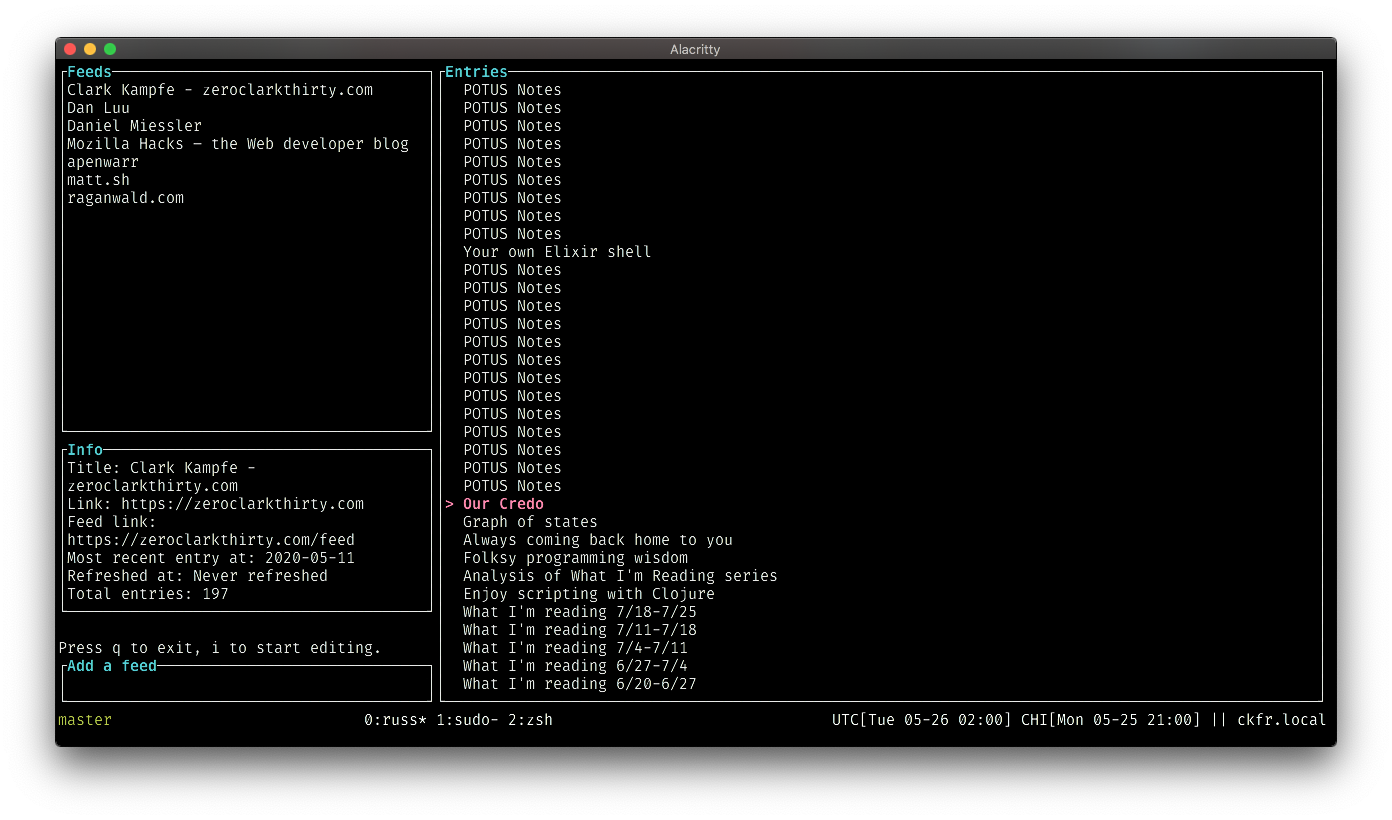 Alacritty
Feeds
Clark Kampfe - zeroclarkthirty.com
Dan Luu
Daniel Miessler
Mozilla Hacks – the Web developer blog
apenwarr
matt.sh
raganwald.com
Info
Title: Clark Kampfe -
zeroclarkthirty.com
Link: https://zeroclarkthirty.com
Feed link:
https://zeroclarkthirty.com/feed
Most recent entry at: 2020-05-11
Refreshed at: Never refreshed
Total entries: 197
Press q to exit, i to start editing.
Add a feed
Entries
POTUS Notes
POTUS Notes
POTUS Notes
POTUS Notes
POTUS Notes
POTUS Notes
POTUS Notes
POTUS Notes
POTUS Notes
Your own Elixir shell
POTUS Notes
POTUS Notes
POTUS Notes
POTUS Notes
POTUS Notes
POTUS Notes
POTUS Notes
POTUS Notes
POTUS Notes
POTUS Notes
POTUS Notes
POTUS Notes
POTUS Notes
> Our Credo
Graph of states
Always coming back home to you
Folksy programming wisdom
Analysis of What I'm Reading series
Enjoy scripting with Clojure
What I'm reading 7/18-7/25
What I'm reading 7/11-7/18
What I'm reading 7/4-7/11
What I'm reading 6/27-7/4
What I'm reading 6/20-6/27
master 0:russ* 1:sudo- 2:zsh UTC[Tue 05-26 02:00] CHI[Mon 05-25 21:00] || ckfr.local